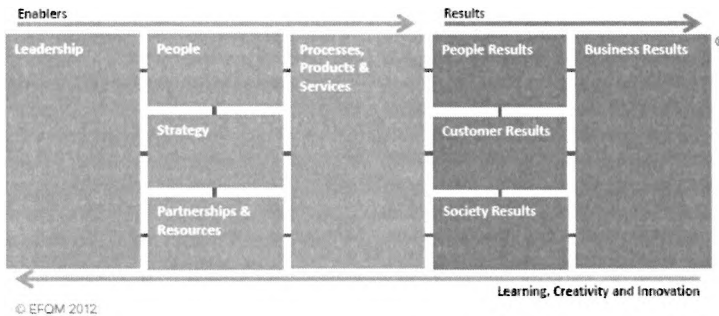 Enablers
Results
Leadership
People
Processes,
Products &
Services
People Results
Business Results
Strategy
Customer Results
Partnerships &
Resources
Society Results
Learning, Creativity and Innovation
© EFQM 2012